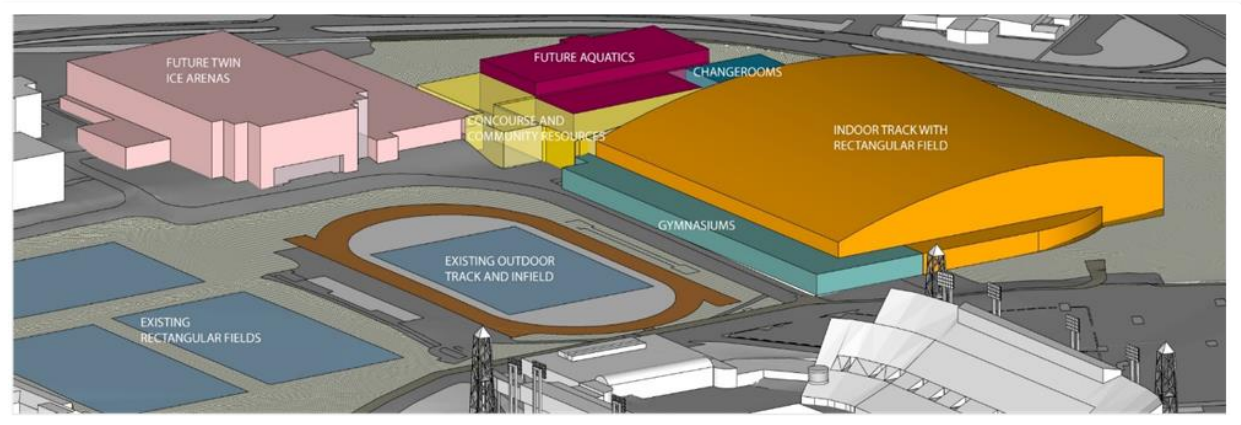 FUTURE TWIN
ICE ARENAS
FUTURE AQUATICS
CHANGEROOMS
CONCOURSE AND
COMMUNITY RESOURCES
INDOOR TRACK WITH
RECTANGULAR FIELD
GYMNASIUMS
EXISTING OUTDOOR
TRACK AND INFIELD
EXISTING
RECTANGULAR FIELDS